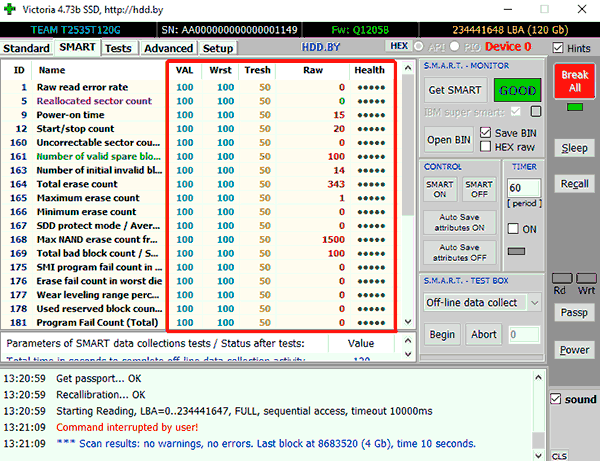 Victoria 4.73b SSD, http://hdd.by
TEAM T2535T120G SN: AA000000000000001149 Fw: Q1205B 234441648 LBA (120 Gb)
Standard SMART Tests Advanced Setup HDD.BY HEX API PIO Device 0 Hints
ID Name VAL Wrst Tresh Raw Health
1 Raw read error rate 100 100 50 0 •••••
5 Reallocated sector count 100 100 50 0 •••••
9 Power-on time 100 100 50 15 •••••
12 Start/stop count 100 100 50 20 •••••
160 Uncorrectable sector cou... 100 100 50 0 •••••
161 Number of valid spare blo... 100 100 50 100 •••••
163 Number of initial invalid bl... 100 100 50 14 •••••
164 Total erase count 100 100 50 343 •••••
165 Maximum erase count 100 100 50 1 •••••
166 Minimum erase count 100 100 50 0 •••••
167 SDD protect mode / Aver... 100 100 50 0 •••••
168 Max NAND erase count fr... 100 100 50 1500 •••••
169 Total bad block count / S... 100 100 50 100 •••••
175 SMI program fail count in ... 100 100 50 0 •••••
176 Erase fail count in worst die 100 100 50 0 •••••
177 Wear leveling range perc... 100 100 50 0 •••••
178 Used reserved block coun... 100 100 50 0 •••••
181 Program Fail Count (Total) 100 100 50 0 •••••
Parameters of SMART data collections tests / Status after tests: Value
Total time in seconds to complete off-line data collection activity 120
S.M.A.R.T. - MONITOR
Get SMART GOOD
IBM super smart:
Open BIN Save BIN
HEX raw
CONTROL TIMER
SMART ON SMART OFF 60
[ period ]
Auto Save attributes ON ON
Auto Save attributes OFF
S.M.A.R.T. - TEST BOX
Off-line data collect
Begin Abort 0
Break All
Sleep
Recall
Rd Wrt
Passp
Power
sound
CLS
13:20:59 Get passport... OK
13:20:59 Recallibration... OK
13:20:59 Starting Reading, LBA=0..234441647, FULL, sequential access, timeout 10000ms
13:21:09 Command interrupted by user!
13:21:09 *** Scan results: no warnings, no errors. Last block at 8683520 (4 Gb), time 10 seconds.